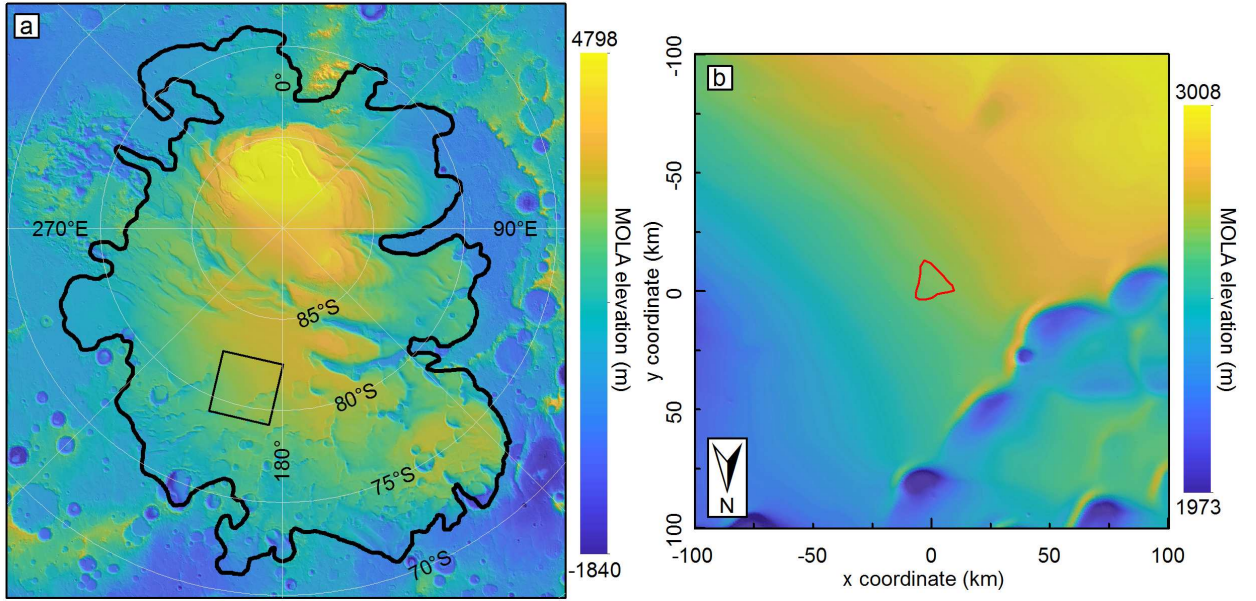 a
0°
270°E
90°E
85°S
80°S
180°
75°S
70°S
4798
MOLA elevation (m)
-1840
b
-100
-50
0
50
100
y coordinate (km)
N
-100
-50
0
50
100
x coordinate (km)
3008
MOLA elevation (m)
1973